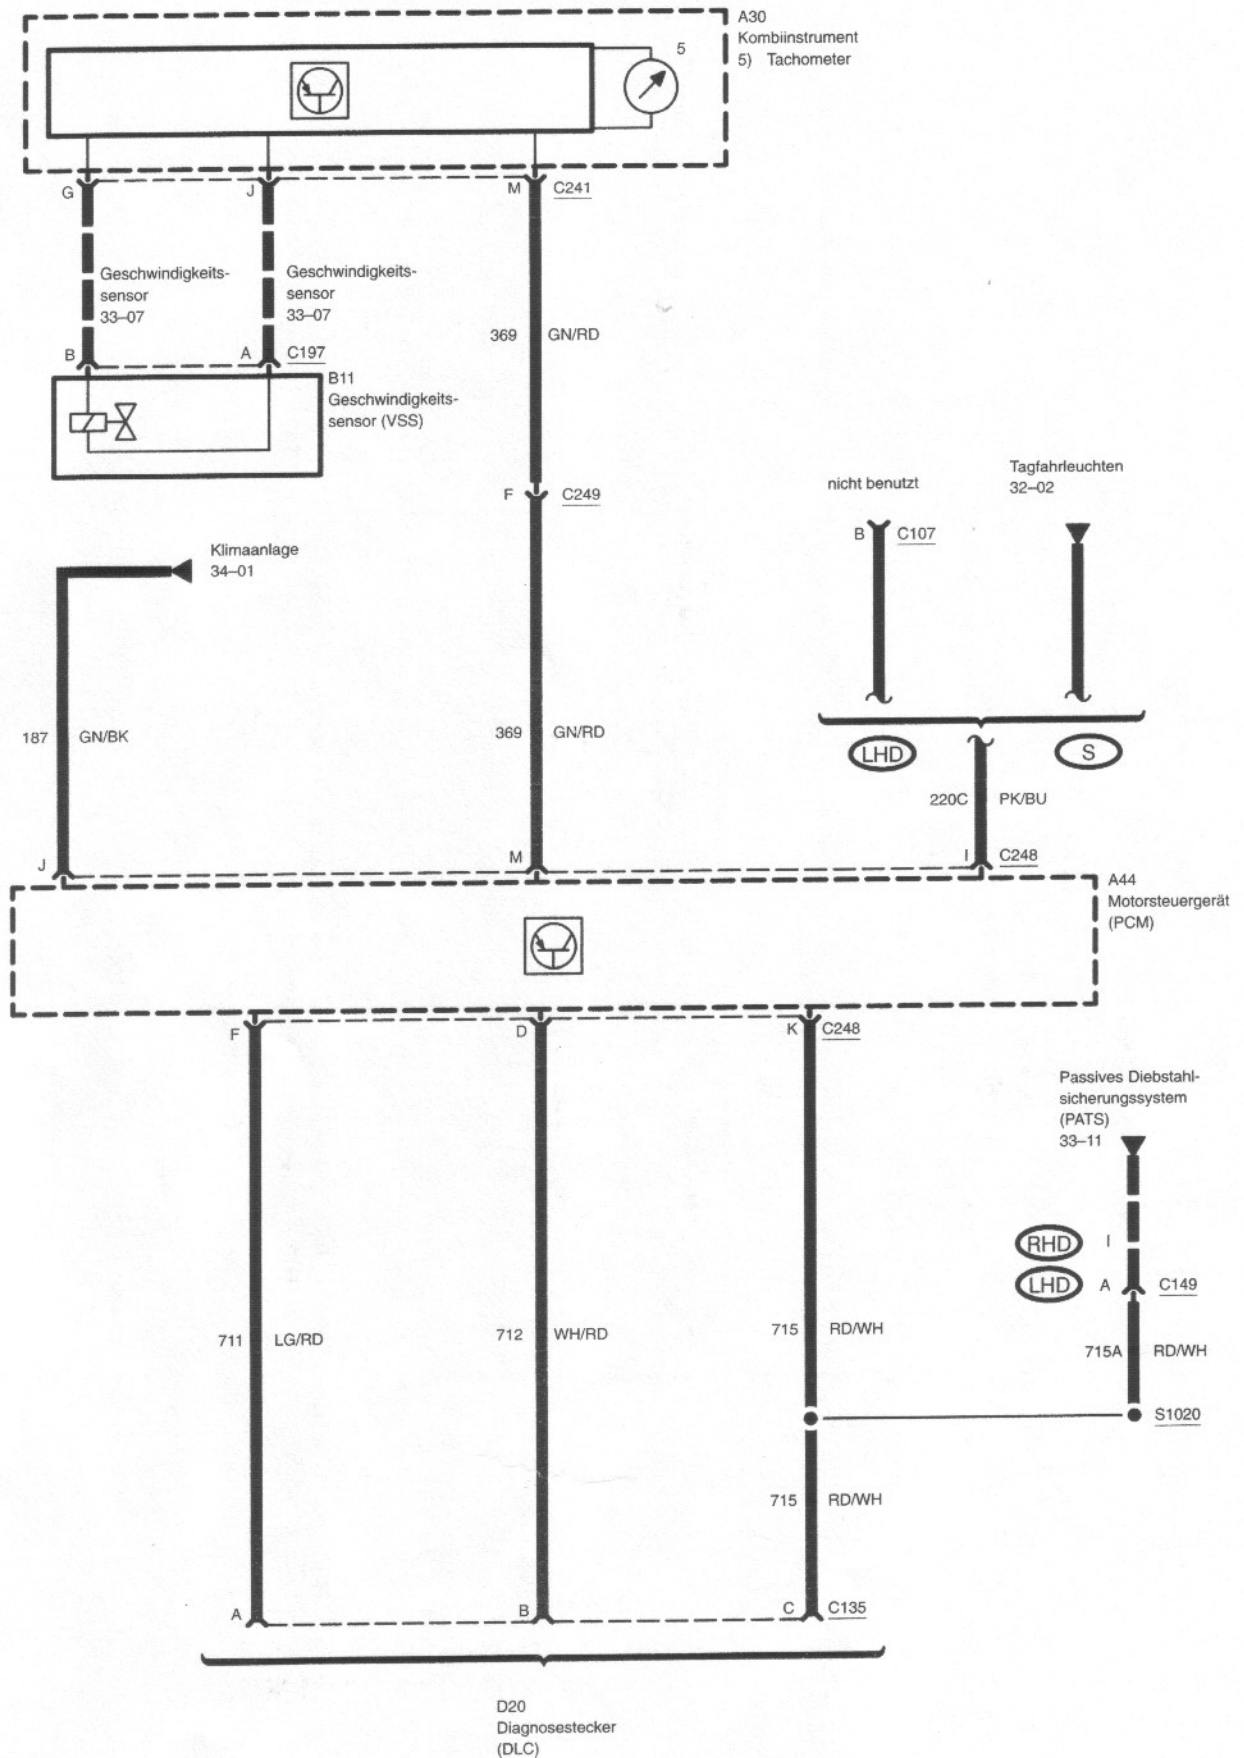 A30
Kombiinstrument
5) Tachometer
5
G
J
M
C241
Geschwindigkeits-
sensor
33–07
Geschwindigkeits-
sensor
33–07
369
GN/RD
B
A
C197
B11
Geschwindigkeits-
sensor (VSS)
F
C249
nicht benutzt
Tagfahrleuchten
32–02
B
C107
Klimaanlage
34–01
187
GN/BK
369
GN/RD
LHD
S
220C
PK/BU
J
M
I
C248
A44
Motorsteuergerät
(PCM)
F
D
K
C248
Passives Diebstahl-
sicherungssystem
(PATS)
33–11
RHD
I
LHD
A
C149
711
LG/RD
712
WH/RD
715
RD/WH
715A
RD/WH
S1020
715
RD/WH
A
B
C
C135
D20
Diagnosestecker
(DLC)